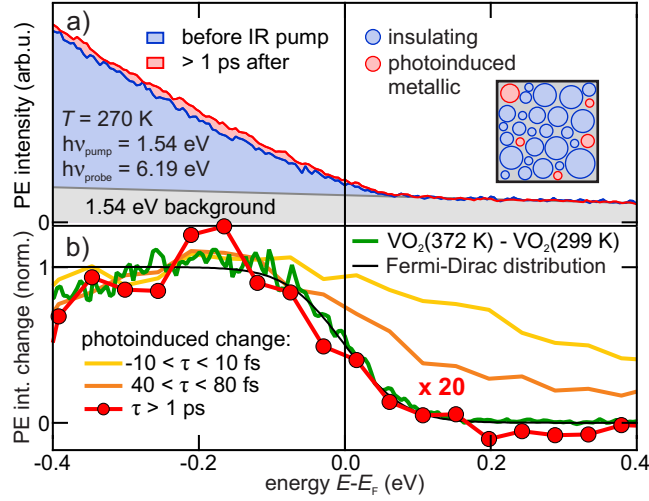 a)
before IR pump
> 1 ps after
insulating
photoinduced
metallic
T = 270 K
hνpump = 1.54 eV
hνprobe = 6.19 eV
1.54 eV background
PE intensity (arb.u.)
0
b)
VO2(372 K) - VO2(299 K)
Fermi-Dirac distribution
photoinduced change:
-10 < τ < 10 fs
40 < τ < 80 fs
τ > 1 ps
x 20
PE int. change (norm.)
1
0
-0.4 -0.2 0.0 0.2 0.4
energy E-EF (eV)